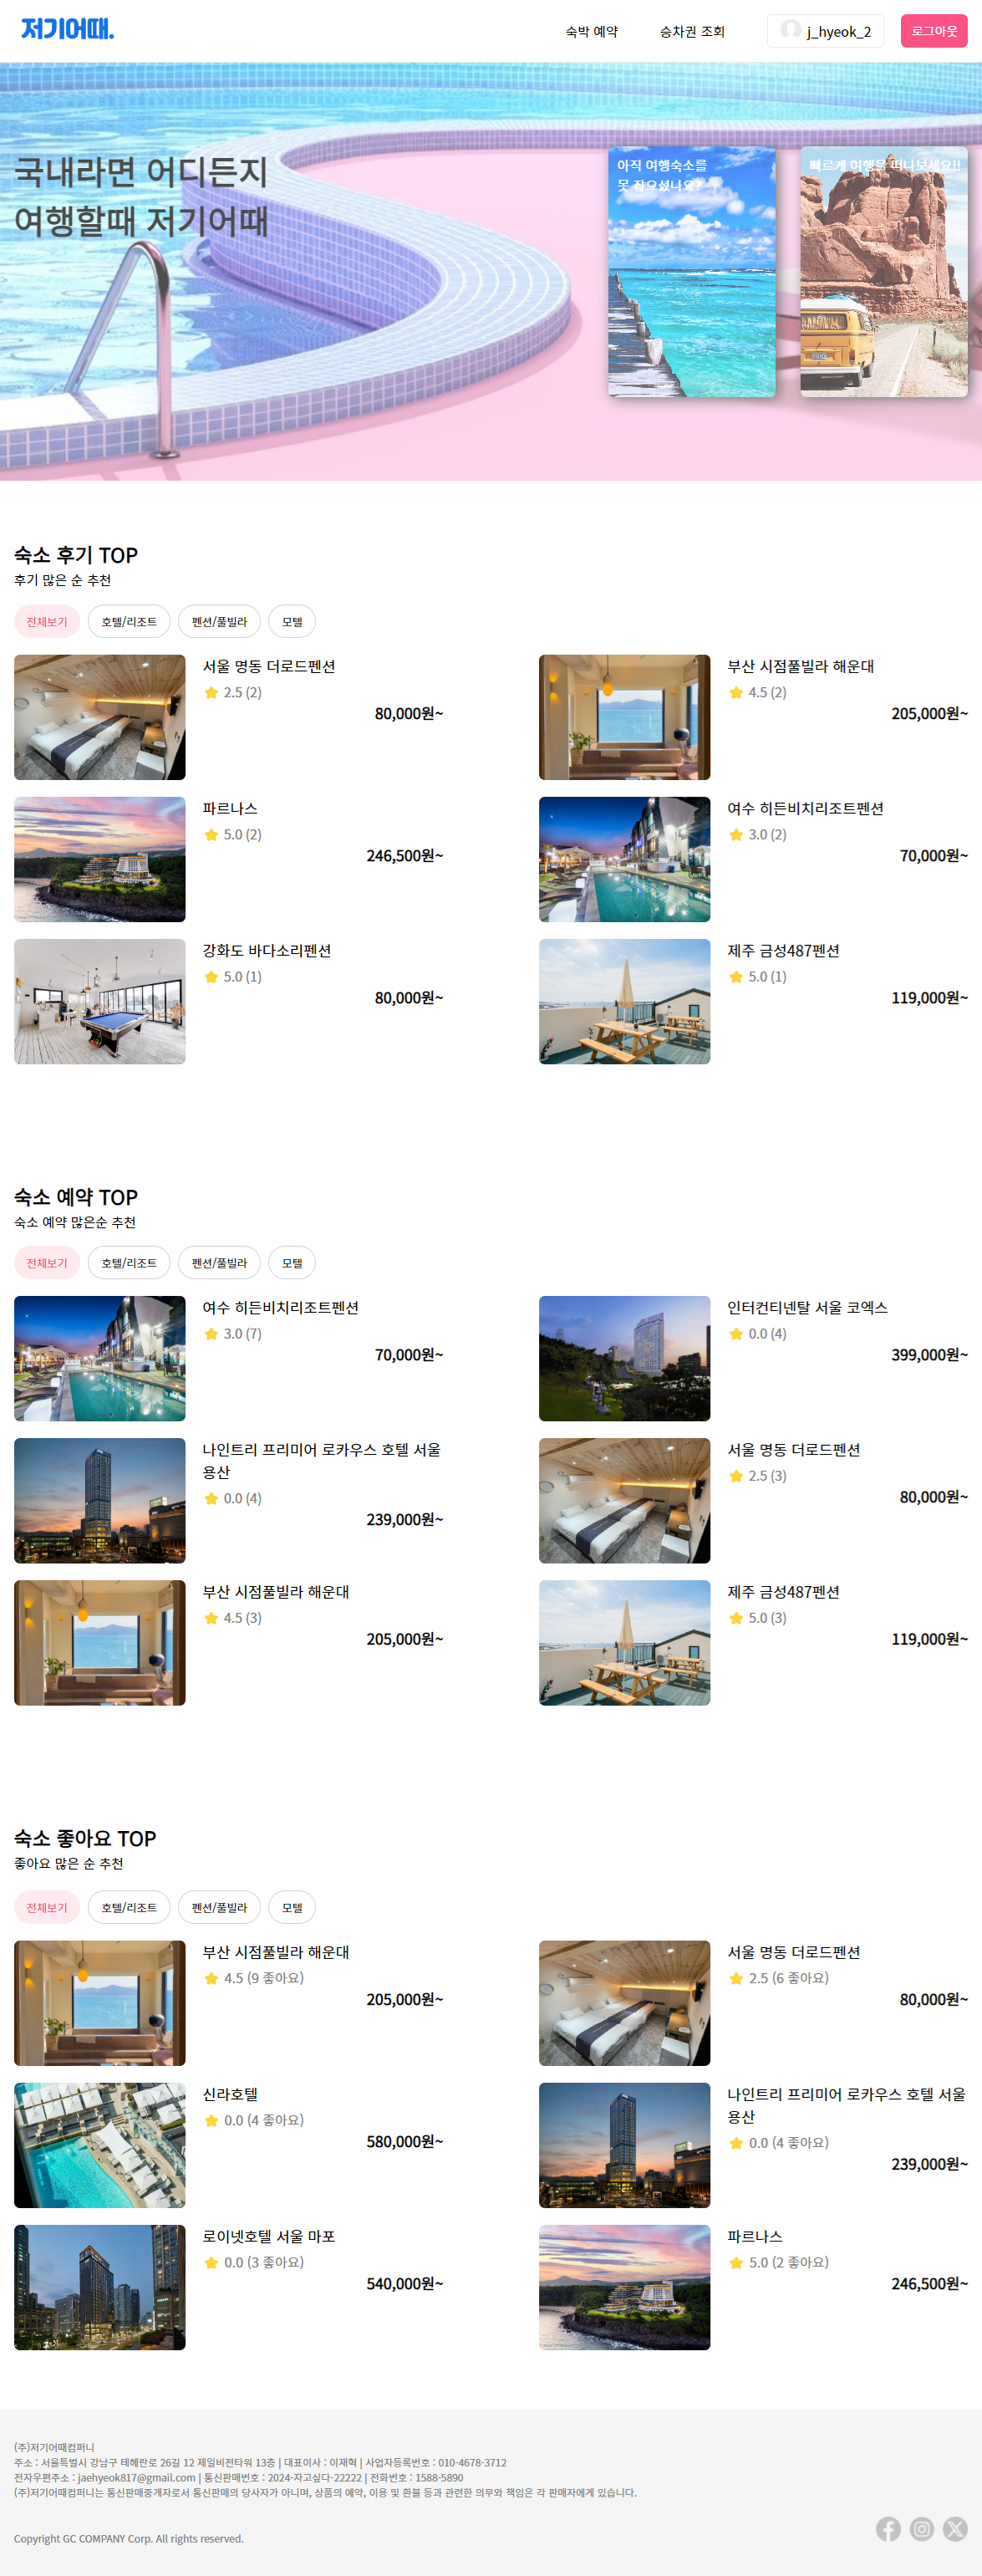 저기어때.
숙박 예약
승차권 조회
j_hyeok_2
로그아웃
국내라면 어디든지
여행할때 저기어때
아직 여행숙소를
못 잡으셨나요?
빠르게 여행을 떠나보세요!!
숙소 후기 TOP
후기 많은 순 추천
전체보기
호텔/리조트
펜션/풀빌라
모텔
서울 명동 더로드펜션
2.5 (2)
80,000원~
부산 시점풀빌라 해운대
4.5 (2)
205,000원~
파르나스
5.0 (2)
246,500원~
여수 히든비치리조트펜션
3.0 (2)
70,000원~
강화도 바다소리펜션
5.0 (1)
80,000원~
제주 금성487펜션
5.0 (1)
119,000원~
숙소 예약 TOP
숙소 예약 많은순 추천
전체보기
호텔/리조트
펜션/풀빌라
모텔
여수 히든비치리조트펜션
3.0 (7)
70,000원~
인터컨티넨탈 서울 코엑스
0.0 (4)
399,000원~
나인트리 프리미어 로카우스 호텔 서울
용산
0.0 (4)
239,000원~
서울 명동 더로드펜션
2.5 (3)
80,000원~
부산 시점풀빌라 해운대
4.5 (3)
205,000원~
제주 금성487펜션
5.0 (3)
119,000원~
숙소 좋아요 TOP
좋아요 많은 순 추천
전체보기
호텔/리조트
펜션/풀빌라
모텔
부산 시점풀빌라 해운대
4.5 (9 좋아요)
205,000원~
서울 명동 더로드펜션
2.5 (6 좋아요)
80,000원~
신라호텔
0.0 (4 좋아요)
580,000원~
나인트리 프리미어 로카우스 호텔 서울
용산
0.0 (4 좋아요)
239,000원~
로이넷호텔 서울 마포
0.0 (3 좋아요)
540,000원~
파르나스
5.0 (2 좋아요)
246,500원~
(주)저기어때컴퍼니
주소 : 서울특별시 강남구 테헤란로 26길 12 제일비전타워 13층 | 대표이사 : 이재혁 | 사업자등록번호 : 010-4678-3712
전자우편주소 : jaehyeok817@gmail.com | 통신판매번호 : 2024-자고싶다-22222 | 전화번호 : 1588-5890
(주)저기어때컴퍼니는 통신판매중개자로서 통신판매의 당사자가 아니며, 상품의 예약, 이용 및 환불 등과 관련한 의무와 책임은 각 판매자에게 있습니다.
Copyright GC COMPANY Corp. All rights reserved.